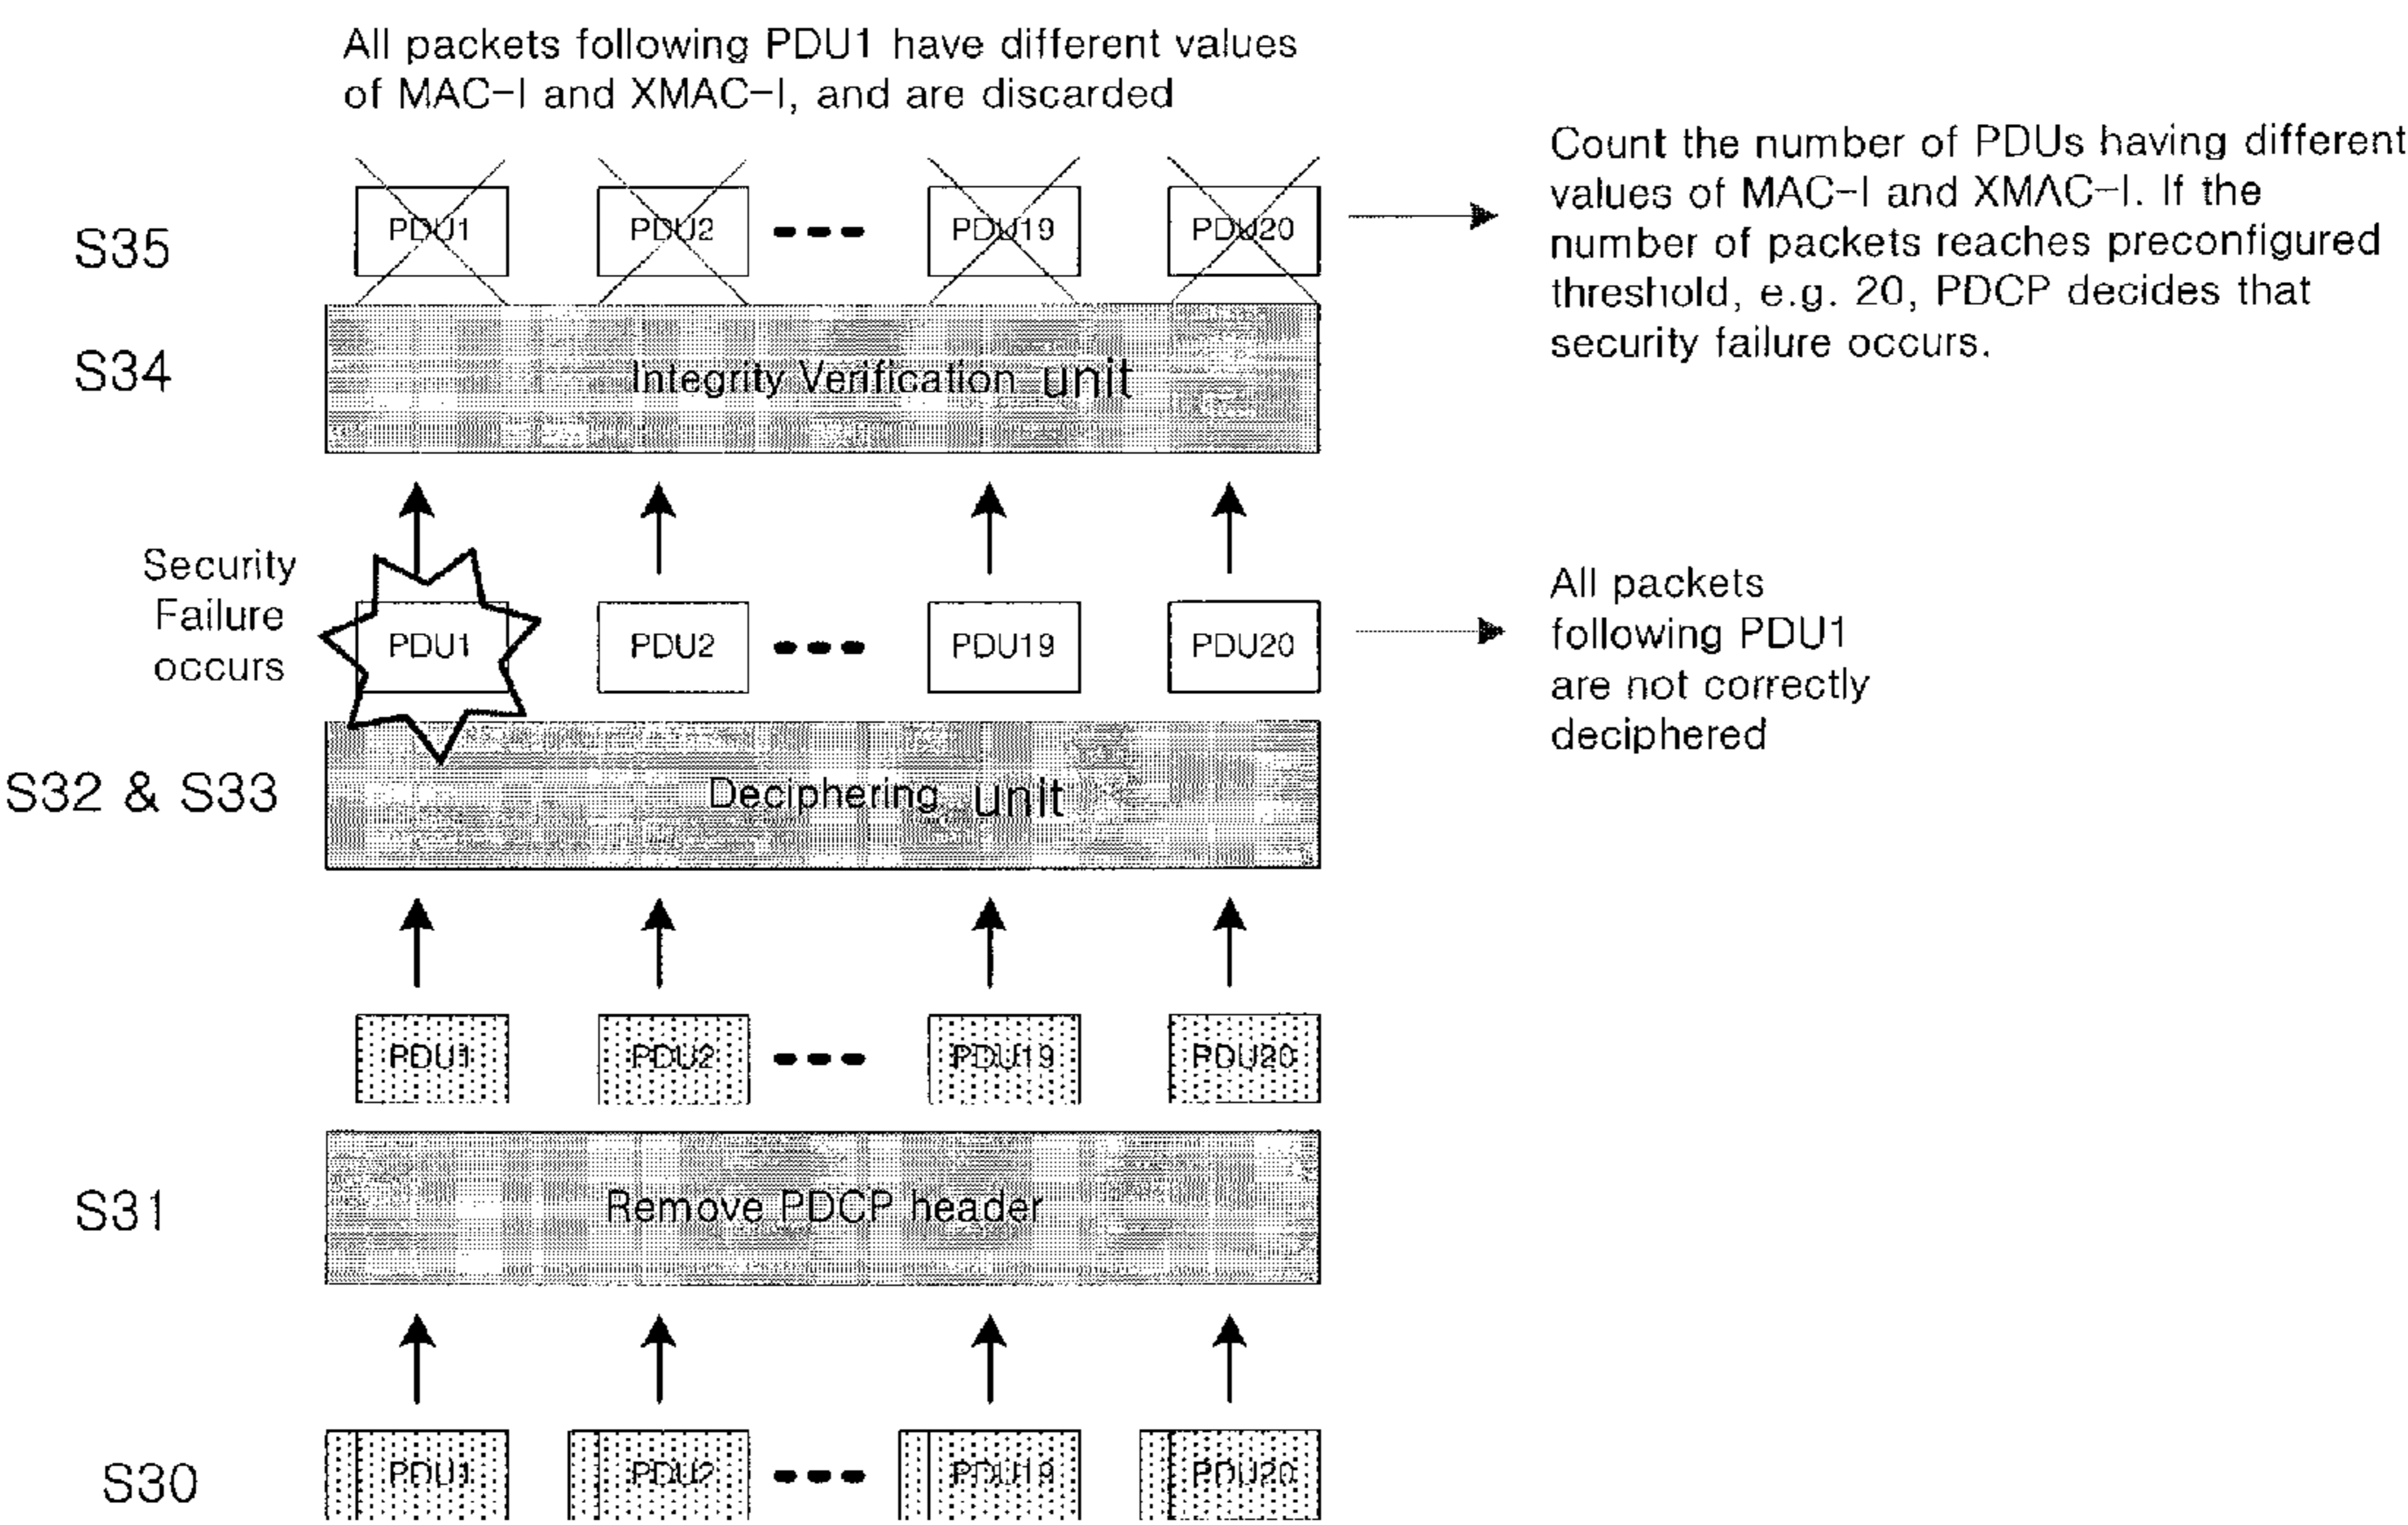 All packets following PDU1 have different values
of MAC-I and XMAC-I, and are discarded
Count the number of PDUs having different
values of MAC-I and XMAC-I. If the
number of packets reaches preconfigured
threshold, e.g. 20, PDCP decides that
security failure occurs.
S35
PDU1 PDU2 PDU19 PDU20
S34
Integrity Verification unit
Security
Failure
occurs
PDU1 PDU2 PDU19 PDU20
All packets
following PDU1
are not correctly
deciphered
S32 & S33
Deciphering unit
PDU1 PDU2 PDU19 PDU20
S31
Remove PDCP header
S30
PDU1 PDU2 PDU19 PDU20